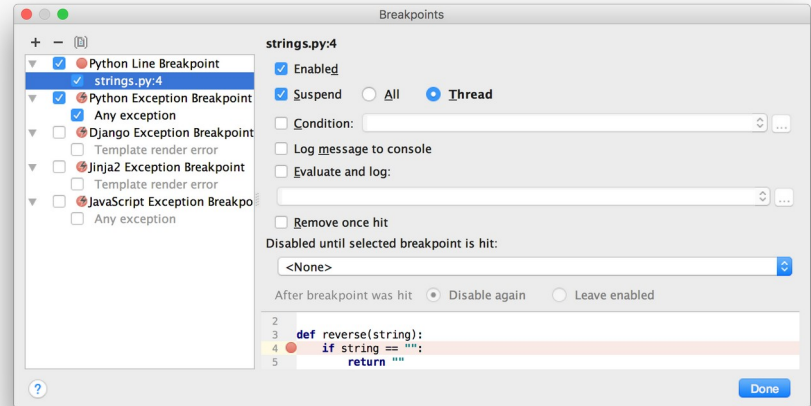 Breakpoints
strings.py:4
Python Line Breakpoint
strings.py:4
Python Exception Breakpoint
Any exception
Django Exception Breakpoint
Template render error
Jinja2 Exception Breakpoint
Template render error
JavaScript Exception Breakpo
Any exception
Enabled
Suspend All Thread
Condition: ...
Log message to console
Evaluate and log:
...
Remove once hit
Disabled until selected breakpoint is hit:
<None>
After breakpoint was hit Disable again Leave enabled
2
3 def reverse(string):
4 if string == "":
5 return ""
? Done